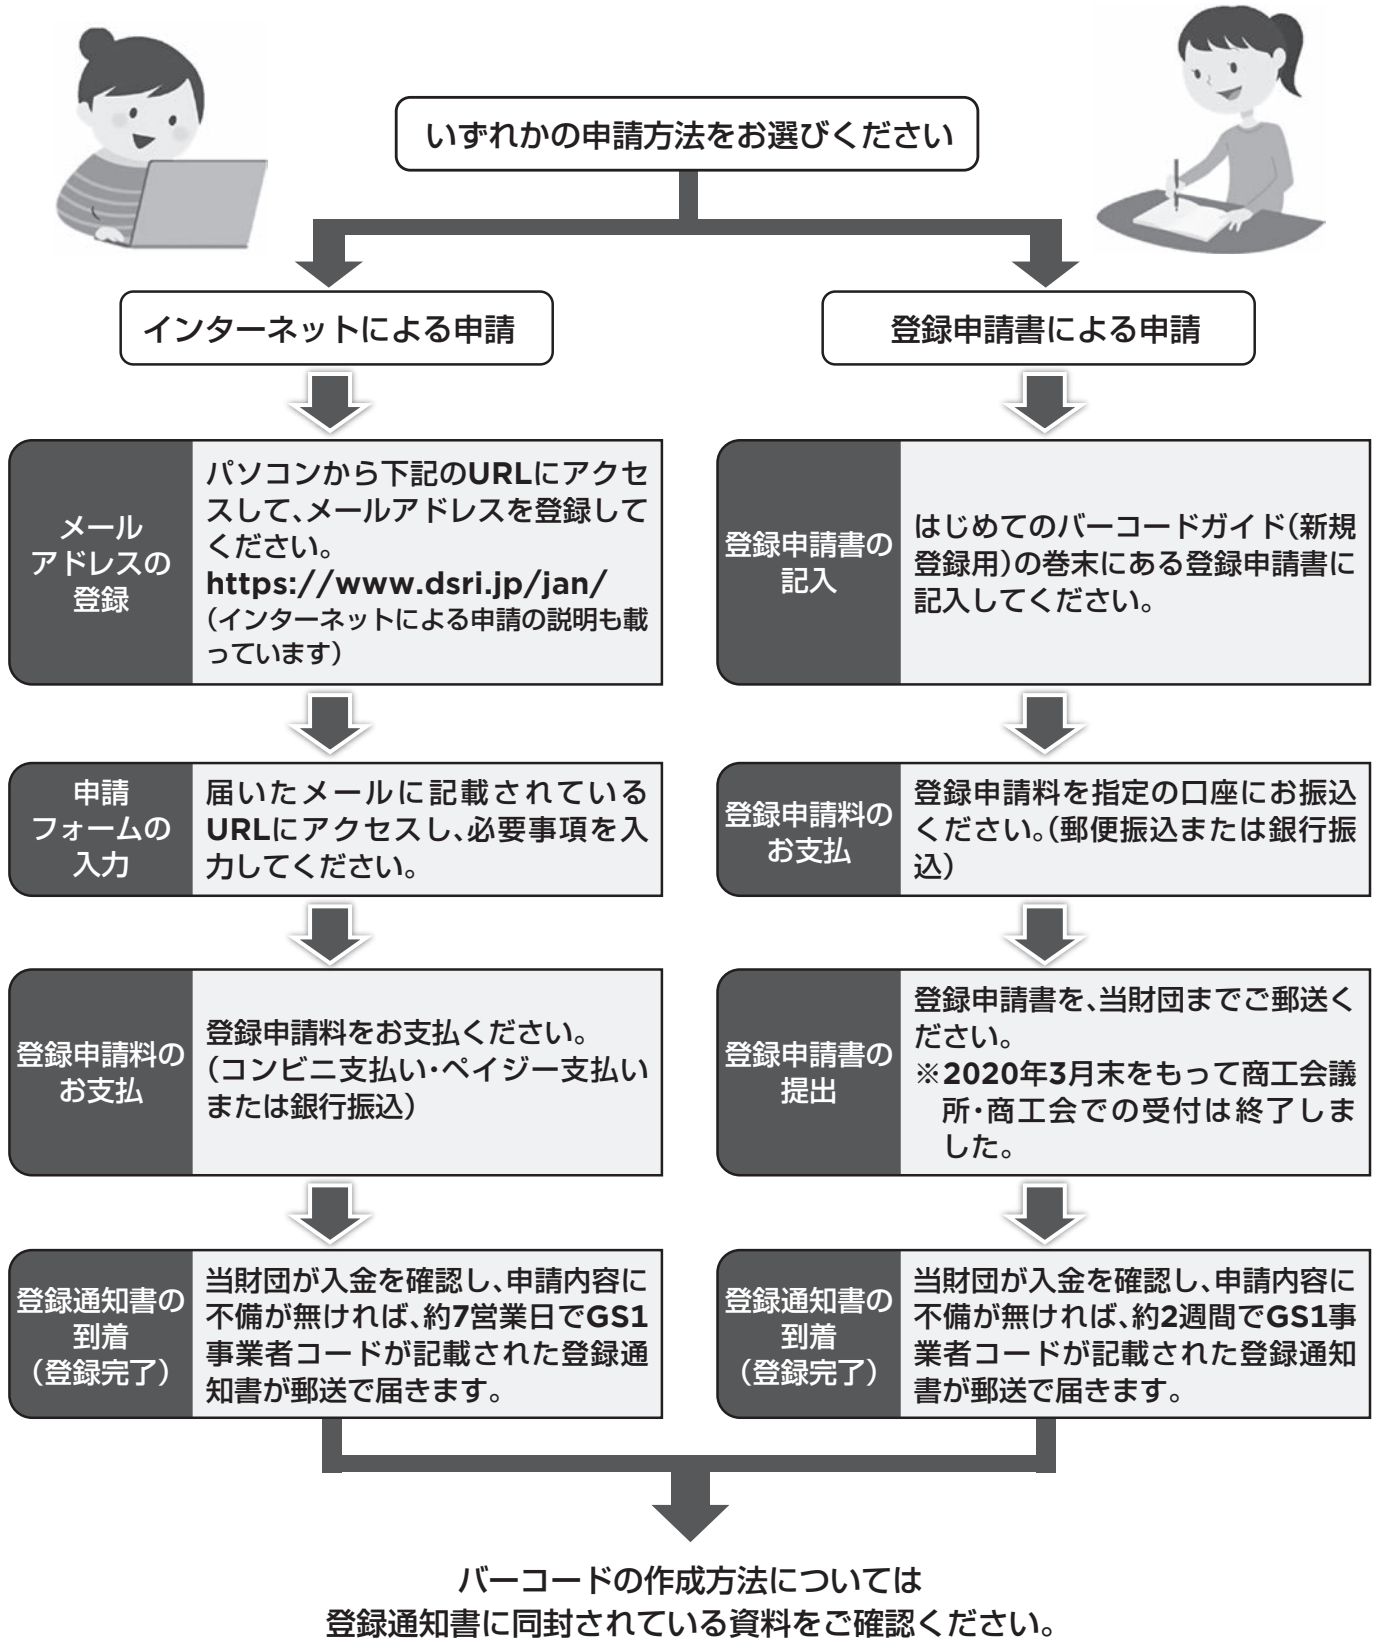 いずれかの申請方法をお選びください
インターネットによる申請
メール
アドレスの
登録
パソコンから下記のURLにアクセ
スして、メールアドレスを登録して
ください。
https://www.dsri.jp/jan/
(インターネットによる申請の説明も載
っています)
申請
フォームの
入力
届いたメールに記載されている
URLにアクセスし、必要事項を入
力してください。
登録申請料の
お支払
登録申請料をお支払ください。
(コンビニ支払い・ペイジー支払い
または銀行振込)
登録通知書の
到着
(登録完了)
当財団が入金を確認し、申請内容に
不備が無ければ、約7営業日でGS1
事業者コードが記載された登録通
知書が郵送で届きます。
登録申請書による申請
登録申請書の
記入
はじめてのバーコードガイド(新規
登録用)の巻末にある登録申請書に
記入してください。
登録申請料の
お支払
登録申請料を指定の口座にお振込
ください。(郵便振込または銀行振
込)
登録申請書の
提出
登録申請書を、当財団までご郵送く
ださい。
※2020年3月末をもって商工会議
所・商工会での受付は終了しま
した。
登録通知書の
到着
(登録完了)
当財団が入金を確認し、申請内容に
不備が無ければ、約2週間でGS1事
業者コードが記載された登録通知
書が郵送で届きます。
バーコードの作成方法については
登録通知書に同封されている資料をご確認ください。